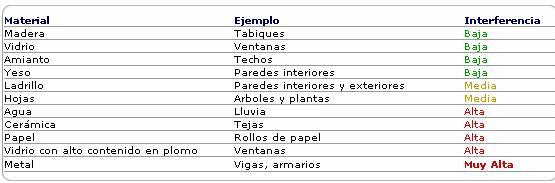 Material Ejemplo Interferencia
Madera Tabiques Baja
Vidrio Ventanas Baja
Amianto Techos Baja
Yeso Paredes interiores Baja
Ladrillo Paredes interiores y exteriores Media
Hojas Arboles y plantas Media
Agua Lluvia Alta
Cerámica Tejas Alta
Papel Rollos de papel Alta
Vidrio con alto contenido en plomo Ventanas Alta
Metal Vigas, armarios Muy Alta